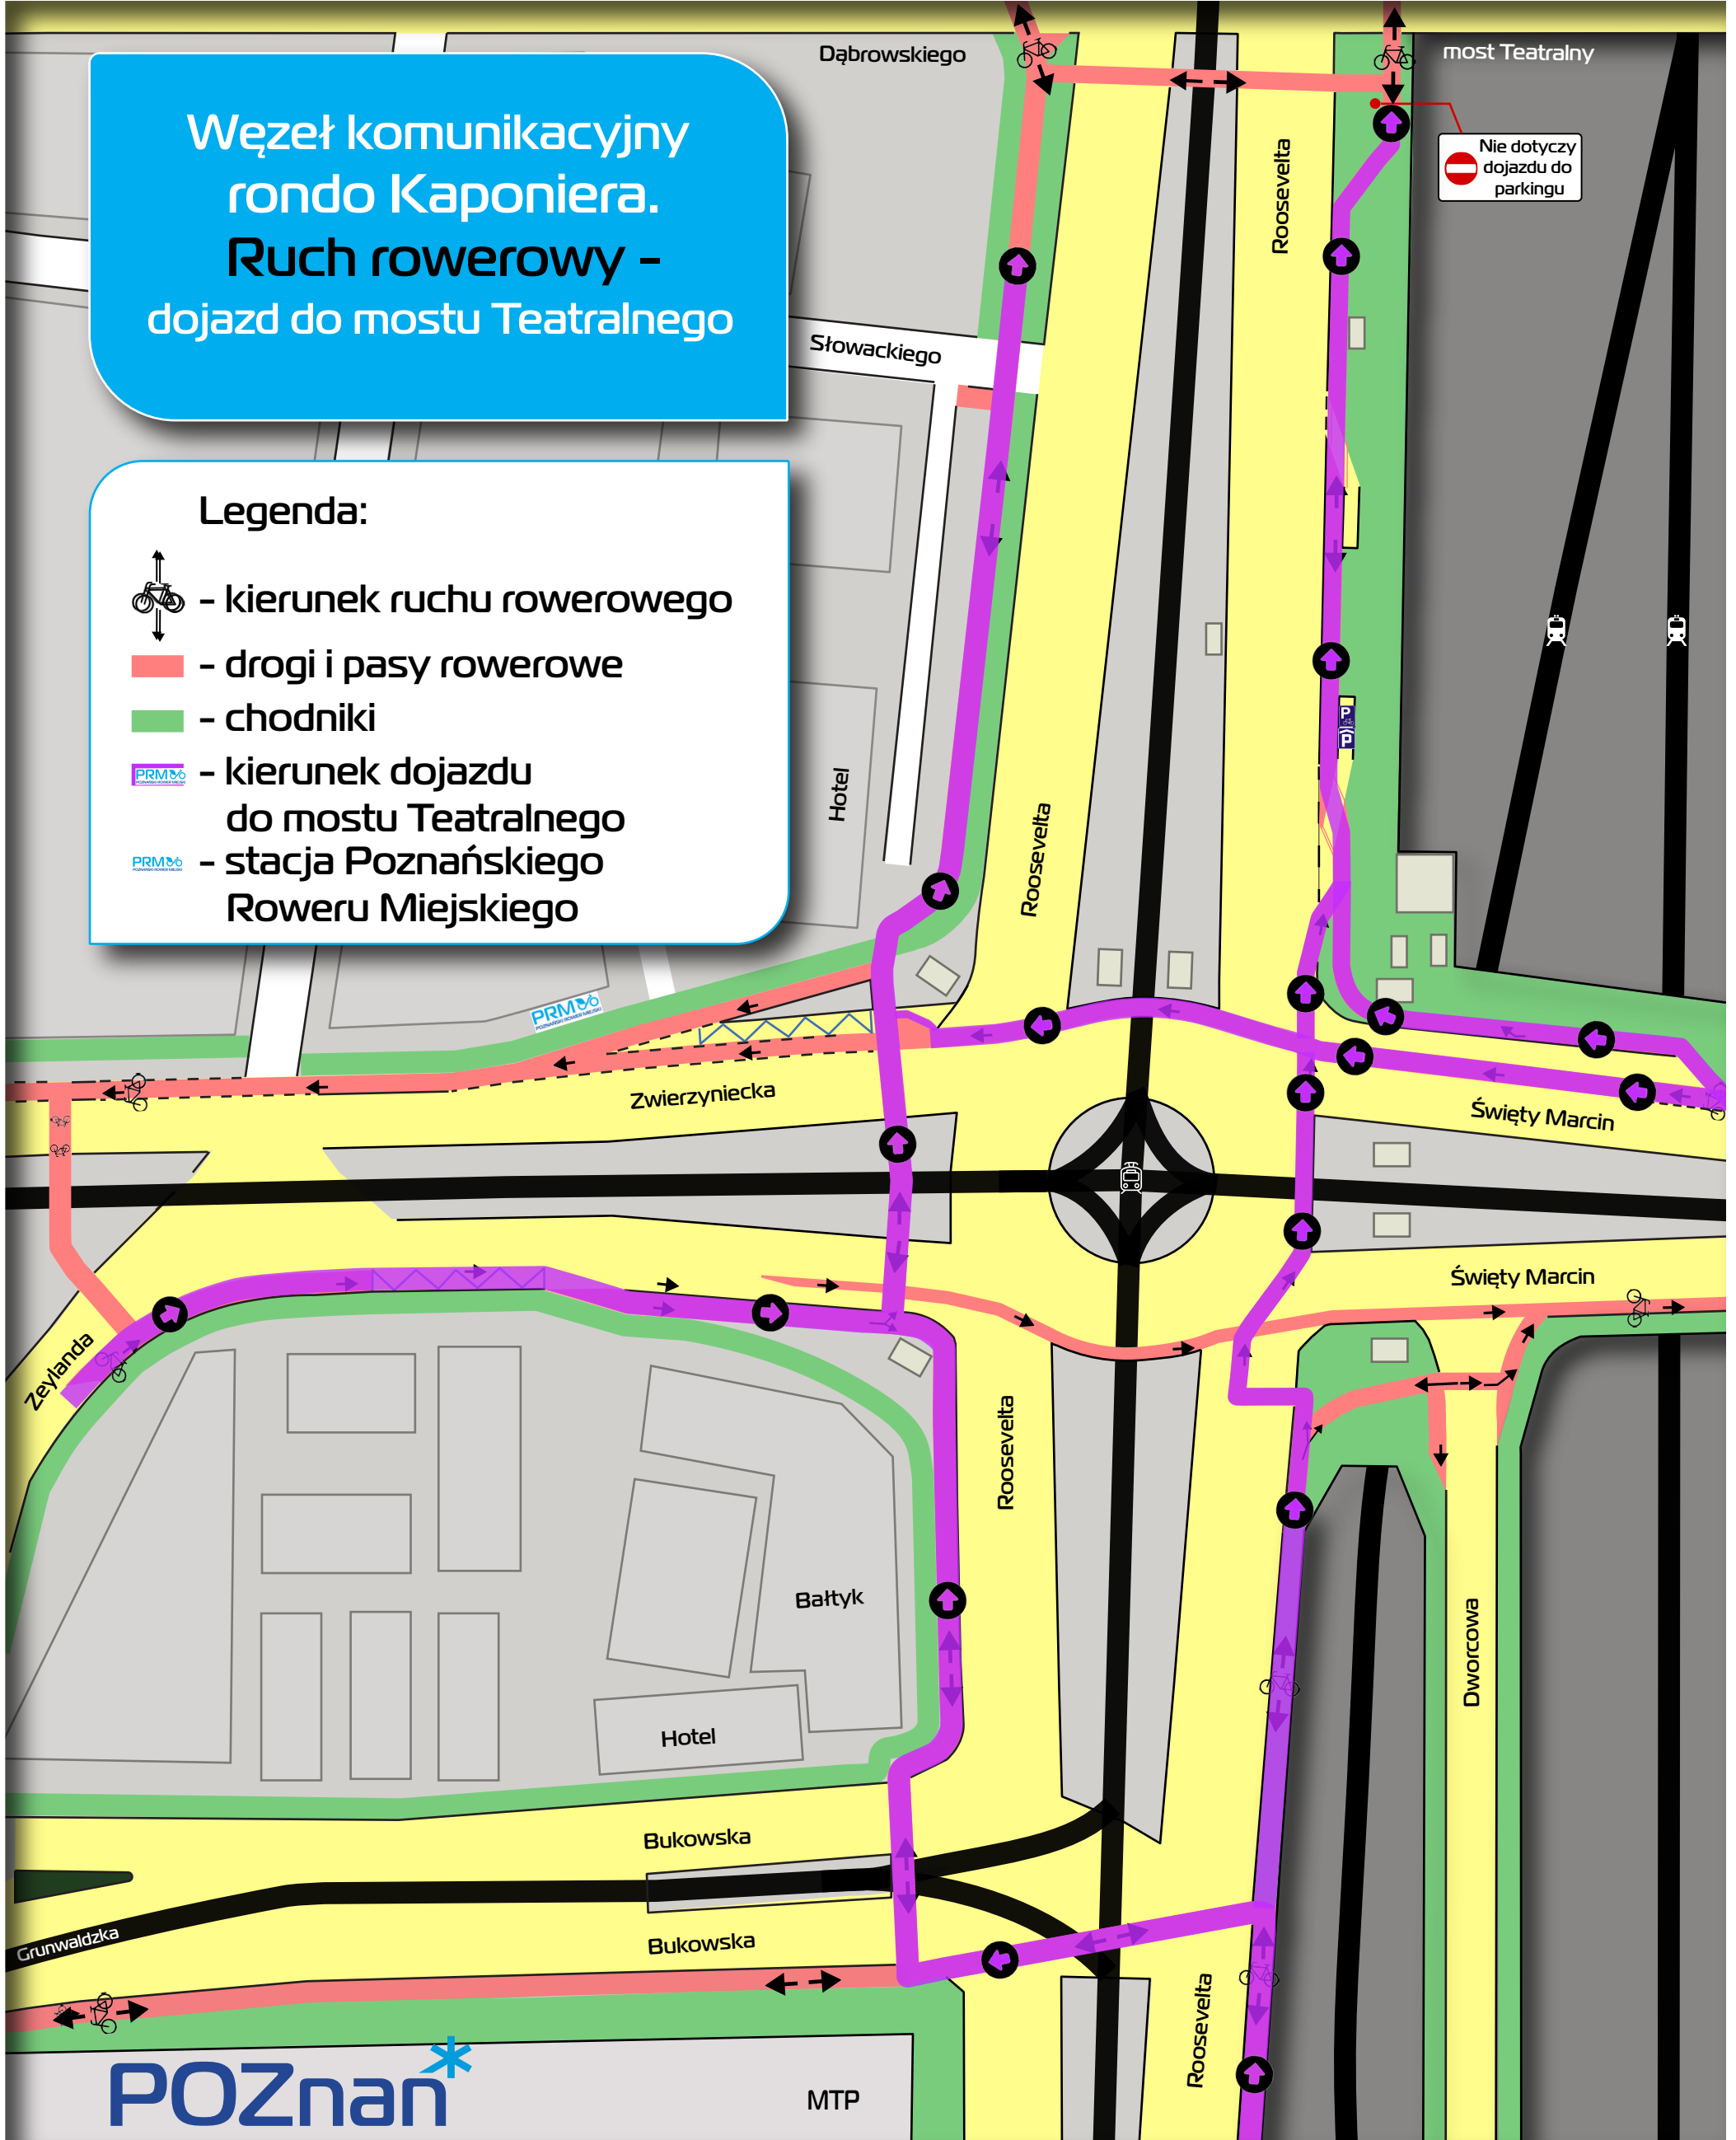 Dąbrowskiego
most Teatralny
Węzeł komunikacyjny
rondo Kaponiera.
Ruch rowerowy -
dojazd do mostu Teatralnego
Roosevelta
Nie dotyczy
dojazdu do
parkingu
Słowackiego
Legenda:
- kierunek ruchu rowerowego
- drogi i pasy rowerowe
- chodniki
PRM
- kierunek dojazdu
do mostu Teatralnego
PRM
- stacja Poznańskiego
Roweru Miejskiego
Hotel
Roosevelta
P
P
PRM
Zwierzyniecka
Święty Marcin
Święty Marcin
Zeylanda
Roosevelta
Bałtyk
Dworcowa
Hotel
Bukowska
Grunwaldzka
Bukowska
Roosevelta
POZnan*
MTP